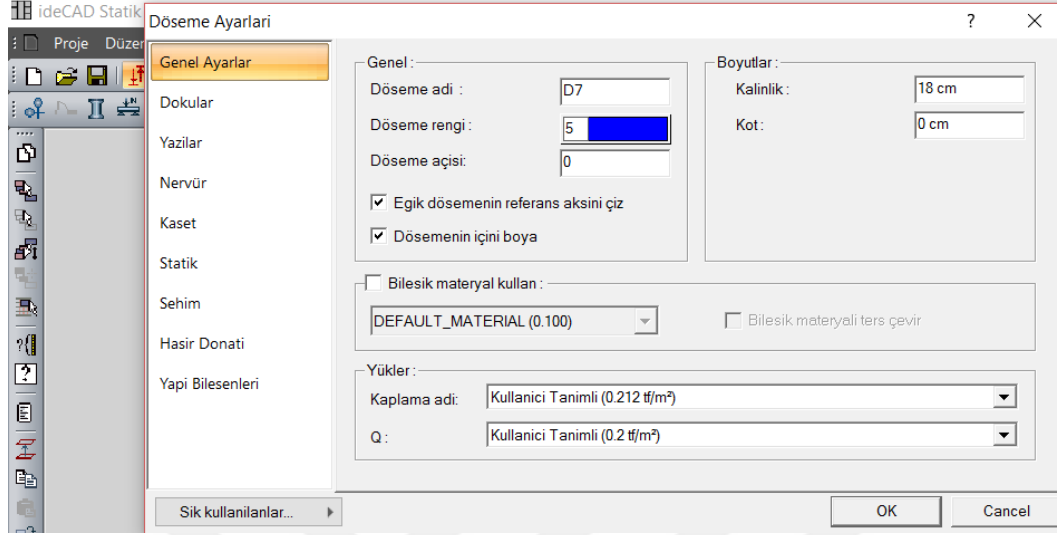 ideCAD Statik
Döseme Ayarlari
?
Proje Düzen
Genel Ayarlar
Dokular
Yazilar
Nervür
Kaset
Statik
Sehim
Hasir Donati
Yapi Bilesenleri
Genel :
Döseme adi : D7
Döseme rengi : 5
Döseme açisi: 0
Egik dösemenin referans aksini çiz
Dösemenin içini boya
Boyutlar :
Kalinlik : 18 cm
Kot : 0 cm
Bilesik materyal kullan :
DEFAULT_MATERIAL (0.100)
Bilesik materyali ters çevir
Yükler :
Kaplama adi: Kullanici Tanimli (0.212 tf/m²)
Q : Kullanici Tanimli (0.2 tf/m²)
Sik kullanilanlar...
OK
Cancel